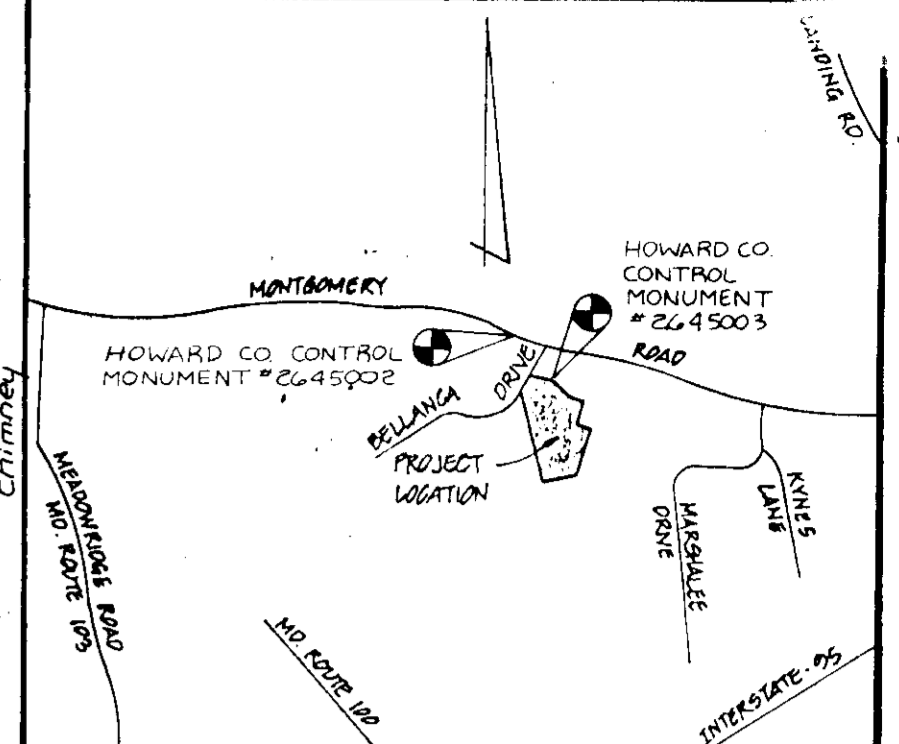 LANDING RD.
HOWARD CO.
CONTROL
MONUMENT
#2645003
MONTGOMERY
ROAD
HOWARD CO. CONTROL
MONUMENT #2645002
DRIVE
BELLANCA
PROJECT
LOCATION
Chimney
MEADOWRIDGE ROAD
MD. ROUTE 103
KYNES
LANE
MARSHALEE
DRIVE
MD. ROUTE 100
INTERSTATE-95